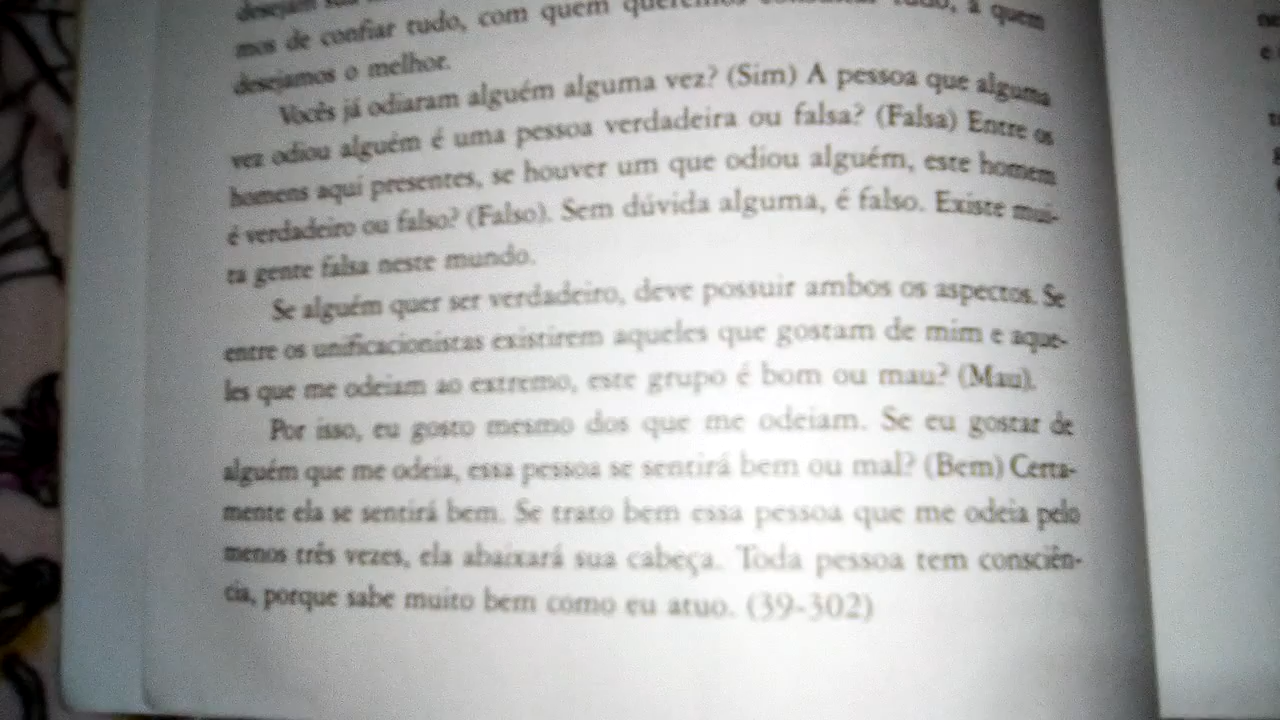 desejam
mos de confiar tudo, com quem queremos consultar tudo, a quem
desejamos o melhor.
Vocês já odiaram alguém alguma vez? (Sim) A pessoa que alguma
vez odiou alguém é uma pessoa verdadeira ou falsa? (Falsa) Entre os
homens aqui presentes, se houver um que odiou alguém, este homem
é verdadeiro ou falso? (Falso). Sem dúvida alguma, é falso. Existe mui-
ta gente falsa neste mundo.
Se alguém quer ser verdadeiro, deve possuir ambos os aspectos. Se
entre os unificacionistas existirem aqueles que gostam de mim e aque-
les que me odeiam ao extremo, este grupo é bom ou mau? (Mau).
Por isso, eu gosto mesmo dos que me odeiam. Se eu gostar de
alguém que me odeia, essa pessoa se sentirá bem ou mal? (Bem) Certa-
mente ela se sentirá bem. Se trato bem essa pessoa que me odeia pelo
menos três vezes, ela abaixará sua cabeça. Toda pessoa tem consciên-
cia, porque sabe muito bem como eu atuo. (39-302)